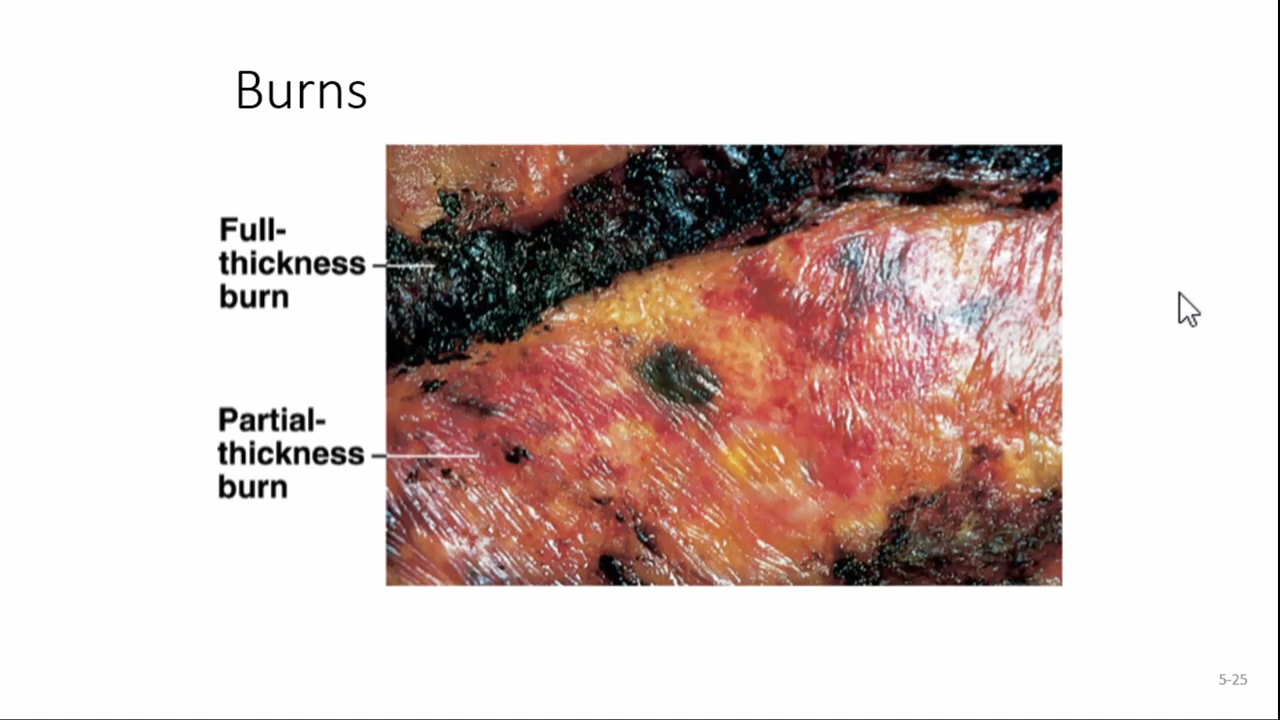 Burns
Full-
thickness
burn
Partial-
thickness
burn
5-25